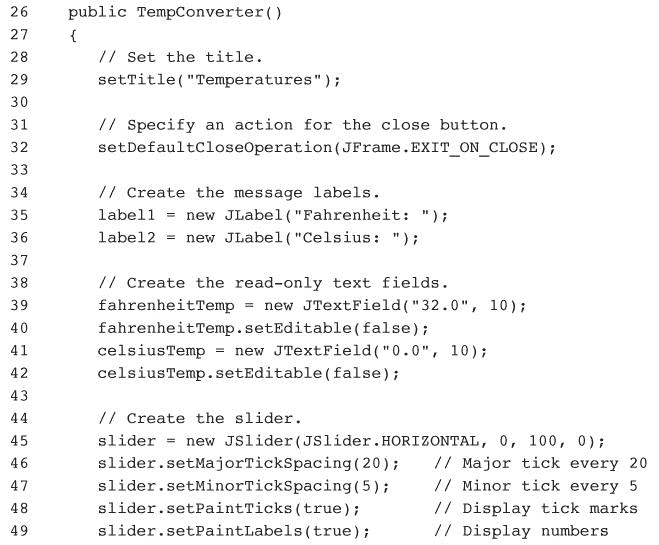 26 public TempConverter()
27 {
28 // Set the title.
29 setTitle("Temperatures");
30
31 // Specify an action for the close button.
32 setDefaultCloseOperation(JFrame.EXIT_ON_CLOSE);
33
34 // Create the message labels.
35 label1 = new JLabel("Fahrenheit: ");
36 label2 = new JLabel("Celsius: ");
37
38 // Create the read-only text fields.
39 fahrenheitTemp = new JTextField("32.0", 10);
40 fahrenheitTemp.setEditable(false);
41 celsiusTemp = new JTextField("0.0", 10);
42 celsiusTemp.setEditable(false);
43
44 // Create the slider.
45 slider = new JSlider(JSlider.HORIZONTAL, 0, 100, 0);
46 slider.setMajorTickSpacing(20); // Major tick every 20
47 slider.setMinorTickSpacing(5); // Minor tick every 5
48 slider.setPaintTicks(true); // Display tick marks
49 slider.setPaintLabels(true); // Display numbers